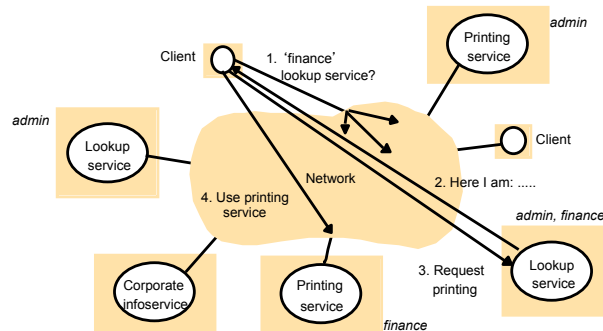 admin
Printing
service
Client
1. ‘finance’
lookup service?
admin
Lookup
service
Client
Network
2. Here I am: .....
4. Use printing
service
admin, finance
Corporate
infoservice
Printing
service
finance
3. Request
printing
Lookup
service